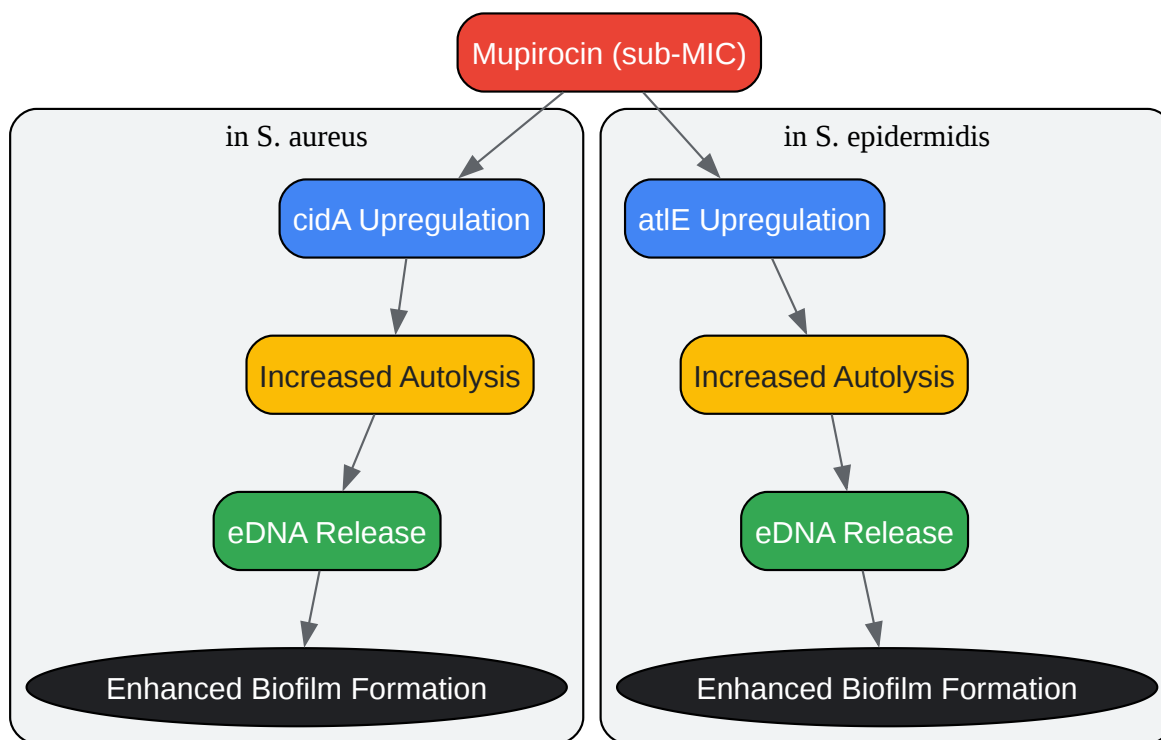 Mupirocin (sub-MIC)
in S. aureus
cidA Upregulation
Increased Autolysis
eDNA Release
Enhanced Biofilm Formation
in S. epidermidis
atlE Upregulation
Increased Autolysis
eDNA Release
Enhanced Biofilm Formation